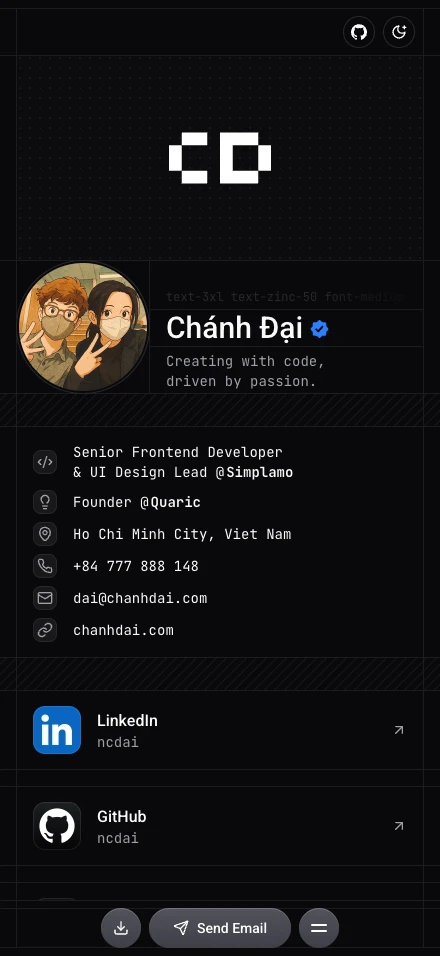 CD
text-3xl text-zinc-50 font-medium
Chánh Đại
Creating with code,
driven by passion.
Senior Frontend Developer
& UI Design Lead @Simplamo
Founder @Quaric
Ho Chi Minh City, Viet Nam
+84 777 888 148
dai@chanhdai.com
chanhdai.com
LinkedIn
ncdai
GitHub
ncdai
Send Email